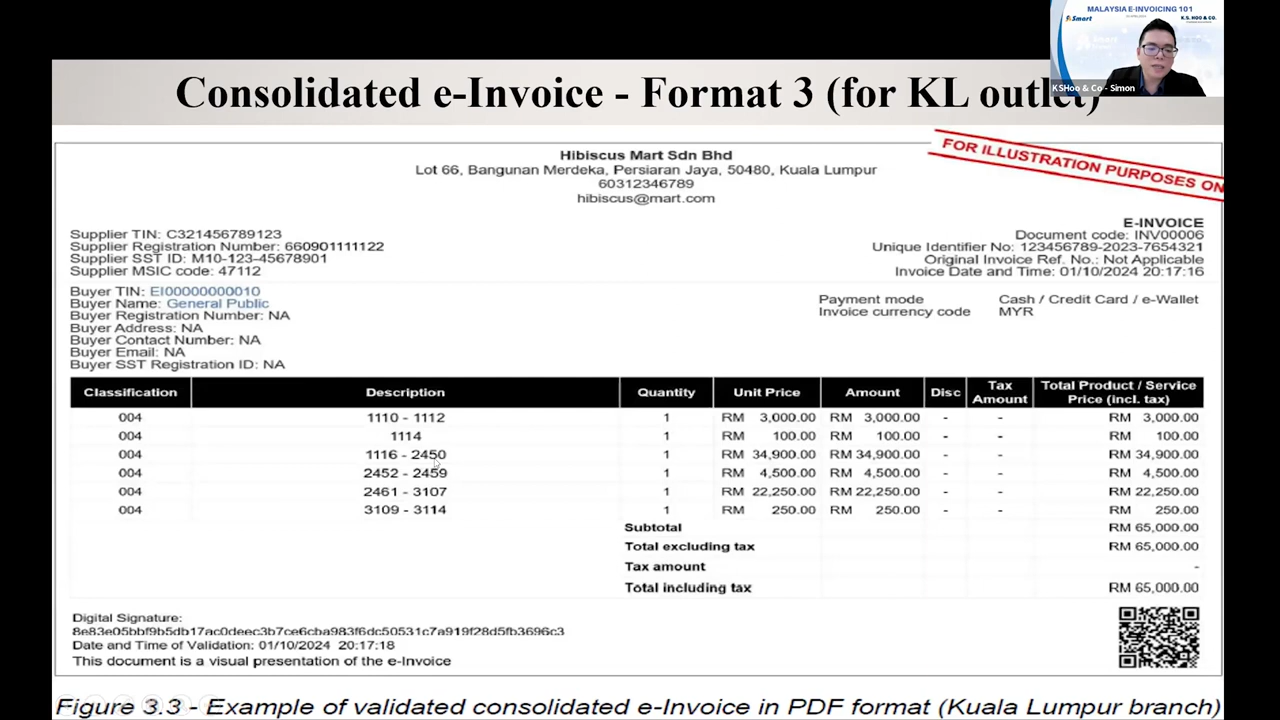 MALAYSIA E-INVOICING 101
Smart
K.S. HOO & CO.
KSHoo & Co - Simon
Consolidated e-Invoice - Format 3 (for KL outlet)
FOR ILLUSTRATION PURPOSES ON
Hibiscus Mart Sdn Bhd
Lot 66, Bangunan Merdeka, Persiaran Jaya, 50480, Kuala Lumpur
60312346789
hibiscus@mart.com
Supplier TIN: C321456789123
Supplier Registration Number: 660901111122
Supplier SST ID: M10-123-45678901
Supplier MSIC code: 47112
E-INVOICE
Document code: INV00006
Unique Identifier No: 123456789-2023-7654321
Original Invoice Ref. No.: Not Applicable
Invoice Date and Time: 01/10/2024 20:17:16
Buyer TIN: EI00000000010
Buyer Name: General Public
Buyer Registration Number: NA
Buyer Address: NA
Buyer Contact Number: NA
Buyer Email: NA
Buyer SST Registration ID: NA
Payment mode Cash / Credit Card / e-Wallet
Invoice currency code MYR
Classification Description Quantity Unit Price Amount Disc Tax Amount Total Product / Service Price (incl. tax)
004 1110 - 1112 1 RM 3,000.00 RM 3,000.00 - - RM 3,000.00
004 1114 1 RM 100.00 RM 100.00 - - RM 100.00
004 1116 - 2450 1 RM 34,900.00 RM 34,900.00 - - RM 34,900.00
004 2452 - 2459 1 RM 4,500.00 RM 4,500.00 - - RM 4,500.00
004 2461 - 3107 1 RM 22,250.00 RM 22,250.00 - - RM 22,250.00
004 3109 - 3114 1 RM 250.00 RM 250.00 - - RM 250.00
Subtotal RM 65,000.00
Total excluding tax RM 65,000.00
Tax amount -
Total including tax RM 65,000.00
Digital Signature:
8e83e05bbf9b5db17ac0deec3b7ce6cba983f6dc50531c7a919f28d5fb3696c3
Date and Time of Validation: 01/10/2024 20:17:18
This document is a visual presentation of the e-Invoice
Figure 3.3 - Example of validated consolidated e-Invoice in PDF format (Kuala Lumpur branch)